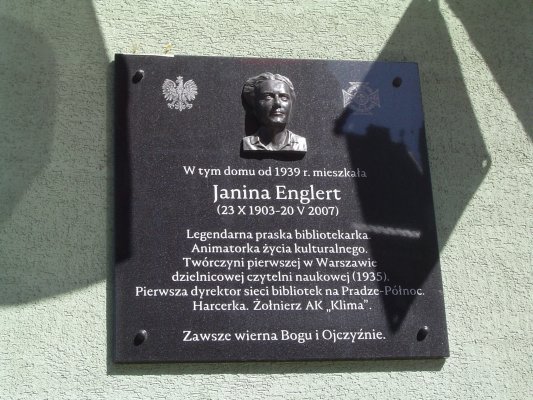 W tym domu od 1939 r. mieszkała
Janina Englert
(23 X 1903-20 V 2007)
Legendarna praska bibliotekarka.
Animatorka życia kulturalnego.
Twórczyni pierwszej w Warszawie
dzielnicowej czytelni naukowej (1935).
Pierwsza dyrektor sieci bibliotek na Pradze-Północ.
Harcerka. Żołnierz AK „Klima".
Zawsze wierna Bogu i Ojczyźnie.